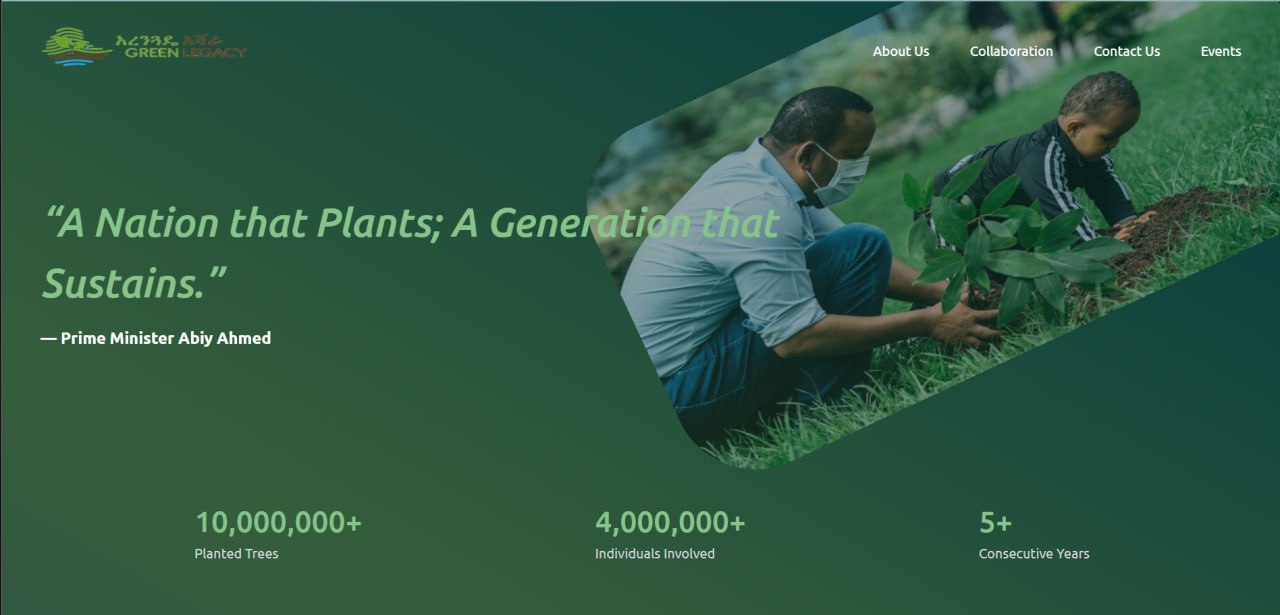 አረንጓዴ አሻራ
GREEN LEGACY
About Us
Collaboration
Contact Us
Events
“A Nation that Plants; A Generation that
Sustains.”
— Prime Minister Abiy Ahmed
10,000,000+
4,000,000+
5+
Planted Trees
Individuals Involved
Consecutive Years